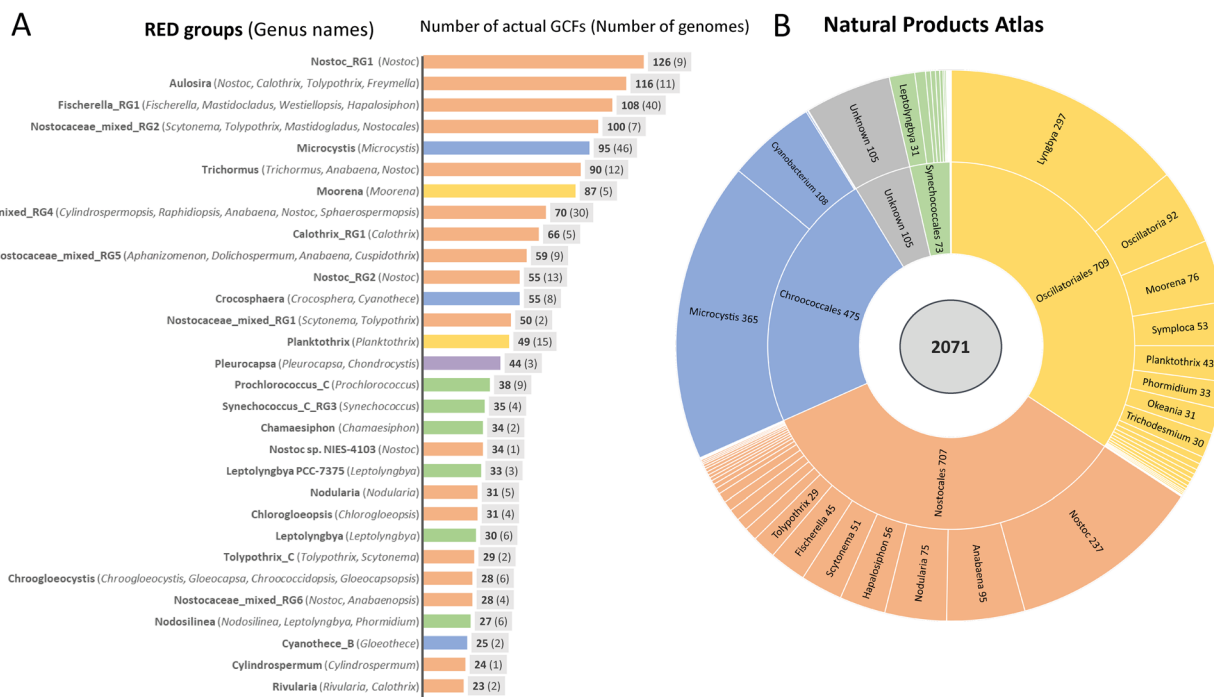 A
RED groups (Genus names)
Number of actual GCFs (Number of genomes)
Nostoc_RG1 (Nostoc) 126 (9)
Aulosira (Nostoc, Calothrix, Tolypothrix, Freymella) 116 (11)
Fischerella_RG1 (Fischerella, Mastidocladus, Westiellopsis, Hapalosiphon) 108 (40)
Nostocaceae_mixed_RG2 (Scytonema, Tolypothrix, Mastidogladus, Nostocales) 100 (7)
Microcystis (Microcystis) 95 (46)
Trichormus (Trichormus, Anabaena, Nostoc) 90 (12)
Moorena (Moorena) 87 (5)
nixed_RG4 (Cylindrospermopsis, Raphidiopsis, Anabaena, Nostoc, Sphaerospermopsis) 70 (30)
Calothrix_RG1 (Calothrix) 66 (5)
ostocaceae_mixed_RG5 (Aphanizomenon, Dolichospermum, Anabaena, Cuspidothrix) 59 (9)
Nostoc_RG2 (Nostoc) 55 (13)
Crocosphaera (Crocosphera, Cyanothece) 55 (8)
Nostocaceae_mixed_RG1 (Scytonema, Tolypothrix) 50 (2)
Planktothrix (Planktothrix) 49 (15)
Pleurocapsa (Pleurocapsa, Chondrocystis) 44 (3)
Prochlorococcus_C (Prochlorococcus) 38 (9)
Synechococcus_C_RG3 (Synechococcus) 35 (4)
Chamaesiphon (Chamaesiphon) 34 (2)
Nostoc sp. NIES-4103 (Nostoc) 34 (1)
Leptolyngbya PCC-7375 (Leptolyngbya) 33 (3)
Nodularia (Nodularia) 31 (5)
Chlorogloeopsis (Chlorogloeopsis) 31 (4)
Leptolyngbya (Leptolyngbya) 30 (6)
Tolypothrix_C (Tolypothrix, Scytonema) 29 (2)
Chroogloeocystis (Chroogloeocystis, Gloeocapsa, Chroococcidopsis, Gloeocapsopsis) 28 (6)
Nostocaceae_mixed_RG6 (Nostoc, Anabaenopsis) 28 (4)
Nodosilinea (Nodosilinea, Leptolyngbya, Phormidium) 27 (6)
Cyanothece_B (Gloeothece) 25 (2)
Cylindrospermum (Cylindrospermum) 24 (1)
Rivularia (Rivularia, Calothrix) 23 (2)
B
Natural Products Atlas
2071
Oscillatoriales 709
Nostocales 707
Chroococcales 475
Unknown 105
Synechococcales 73
Lyngbya 297
Oscillatoria 92
Moorena 76
Symploca 53
Planktothrix 43
Phormidium 33
Okeania 31
Trichodesmium 30
Nostoc 237
Anabaena 95
Nodularia 75
Hapalosiphon 56
Scytonema 51
Fischerella 45
Tolypothrix 29
Microcystis 365
Cyanobacterium 108
Unknown 105
Leptolyngbya 31